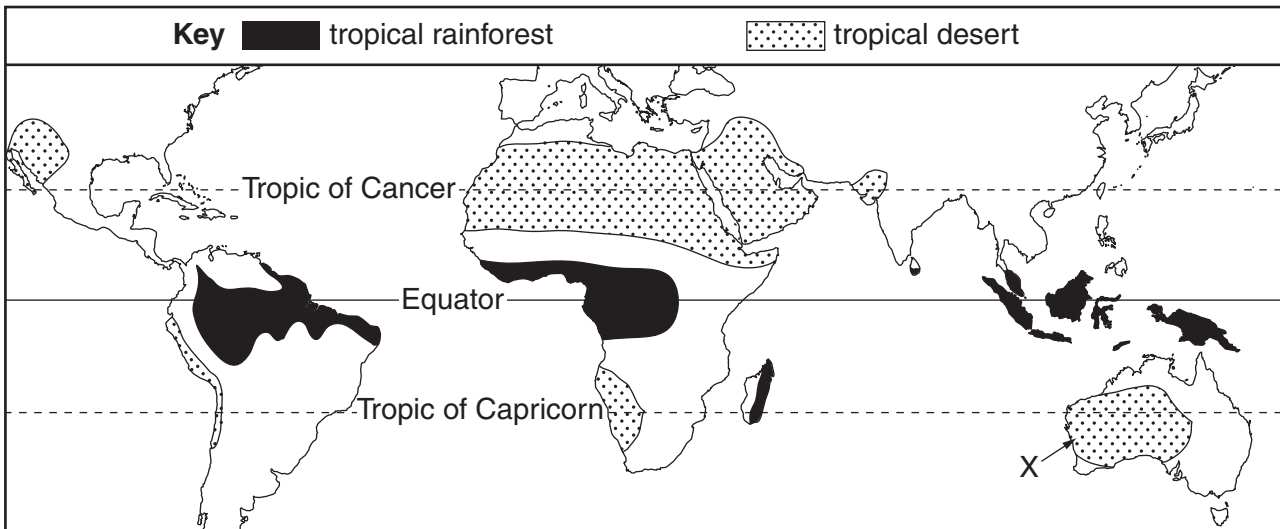 Key tropical rainforest tropical desert
Tropic of Cancer
Equator
Tropic of Capricorn
X